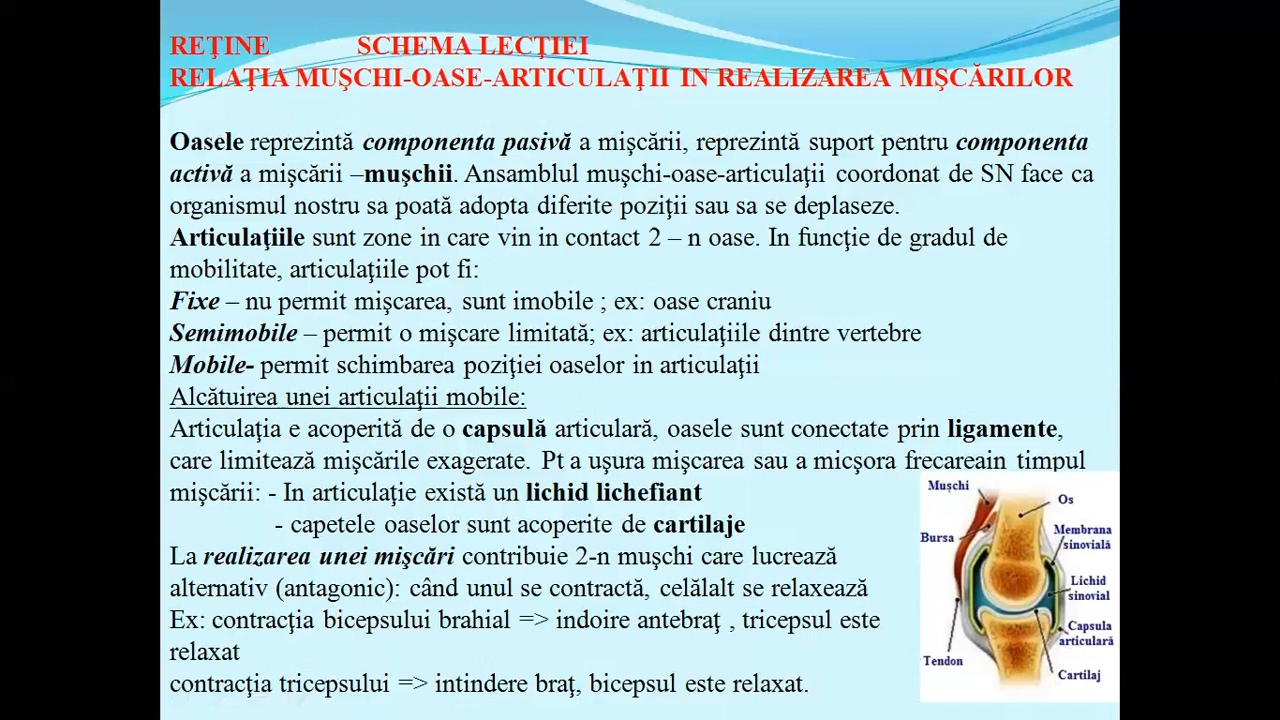 REŢINE SCHEMA LECŢIEI
RELAŢIA MUŞCHI-OASE-ARTICULAŢII IN REALIZAREA MIŞCĂRILOR
Oasele reprezintă componenta pasivă a mişcării, reprezintă suport pentru componenta
activă a mişcării –muşchii. Ansamblul muşchi-oase-articulaţii coordonat de SN face ca
organismul nostru sa poată adopta diferite poziţii sau sa se deplaseze.
Articulaţiile sunt zone in care vin in contact 2 – n oase. In funcţie de gradul de
mobilitate, articulaţiile pot fi:
Fixe – nu permit mişcarea, sunt imobile ; ex: oase craniu
Semimobile – permit o mişcare limitată; ex: articulaţiile dintre vertebre
Mobile- permit schimbarea poziţiei oaselor in articulaţii
Alcătuirea unei articulaţii mobile:
Articulaţia e acoperită de o capsulă articulară, oasele sunt conectate prin ligamente,
care limitează mişcările exagerate. Pt a uşura mişcarea sau a micşora frecareain timpul
mişcării: - In articulaţie există un lichid lichefiant
- capetele oaselor sunt acoperite de cartilaje
La realizarea unei mişcări contribuie 2-n muşchi care lucrează
alternativ (antagonic): când unul se contractă, celălalt se relaxează
Ex: contracţia bicepsului brahial => indoire antebraţ , tricepsul este
relaxat
contracţia tricepsului => intindere braţ, bicepsul este relaxat.
Muşchi
Os
Bursa
Membrana
sinovială
Lichid
sinovial
Capsula
articulară
Tendon
Cartilaj